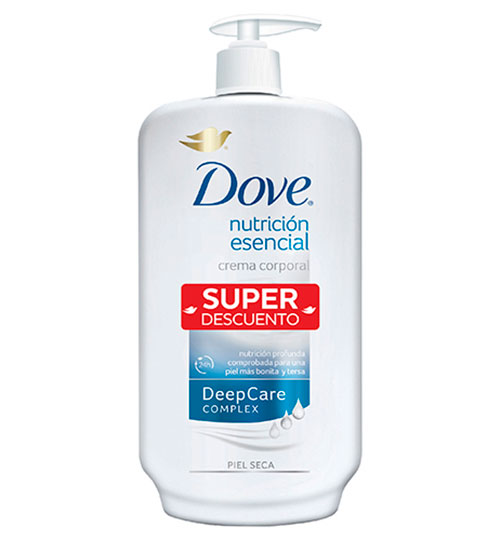 Dove
nutrición
esencial
crema corporal
SUPER
DESCUENTO
24h
nutrición profunda
comprobada para una
piel más bonita y tersa
DeepCare
COMPLEX
PIEL SECA